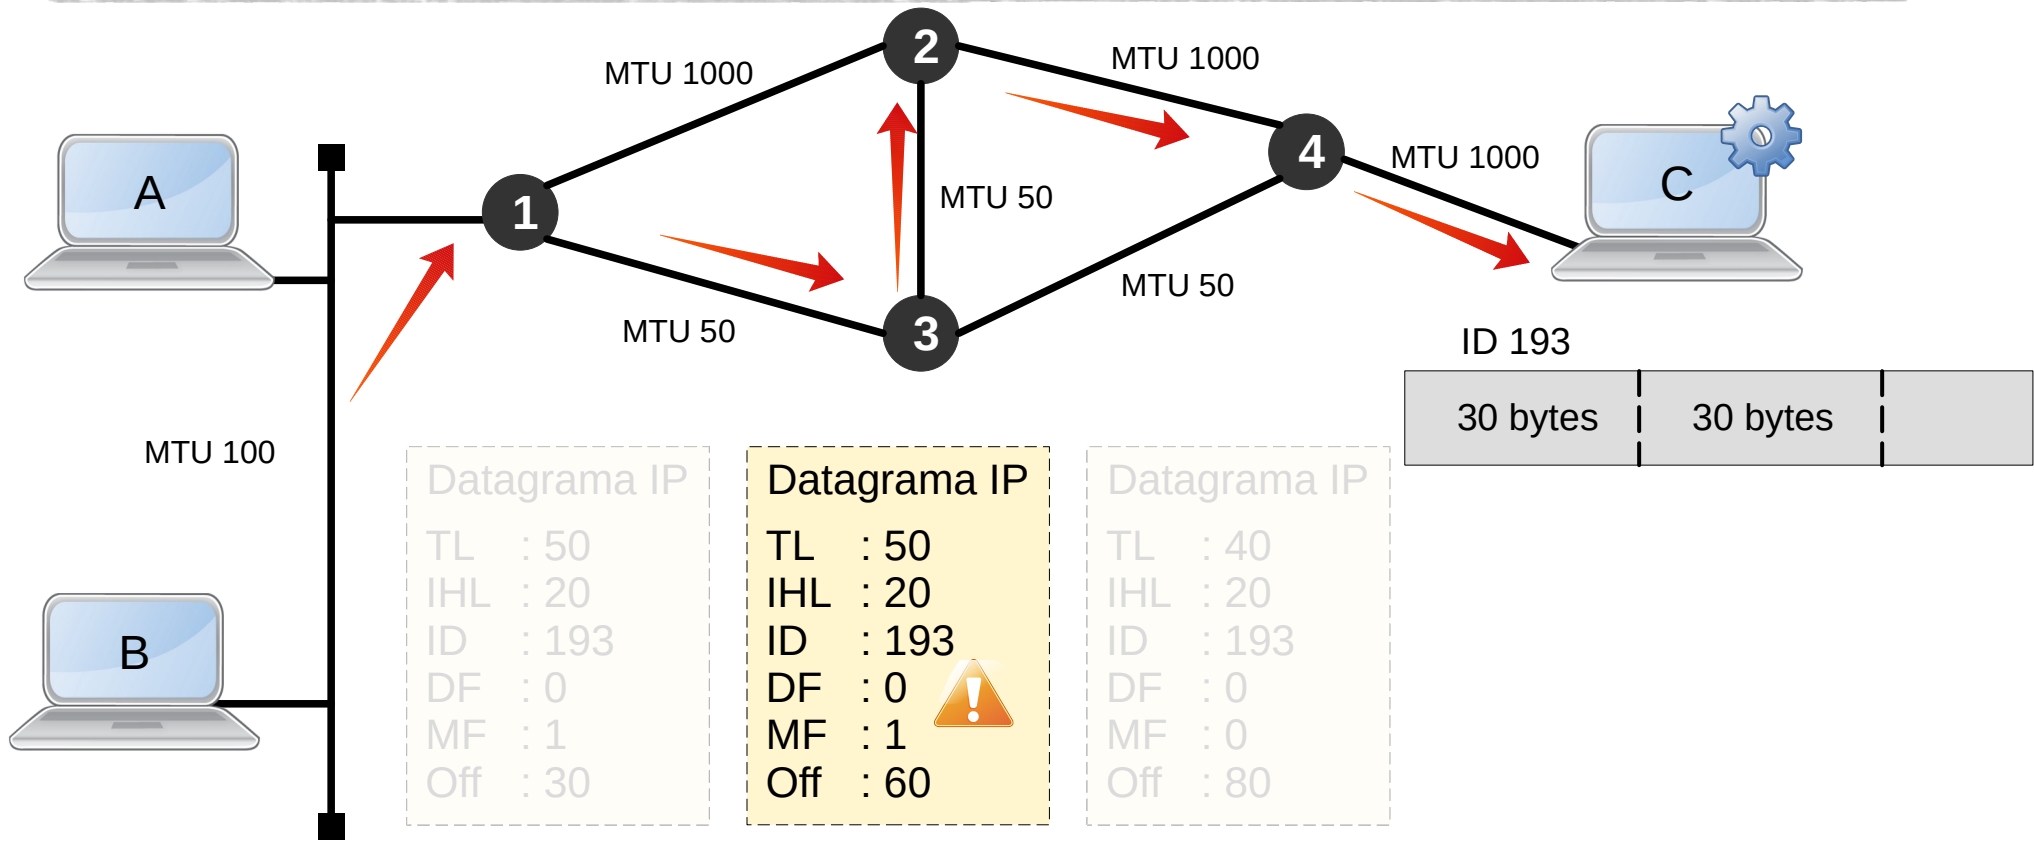 2
MTU 1000
MTU 1000
A
1
4
MTU 1000
C
MTU 50
MTU 50
MTU 50
3
ID 193
30 bytes
30 bytes
MTU 100
B
Datagrama IP
TL : 50
IHL : 20
ID : 193
DF : 0
MF : 1
Off : 30
Datagrama IP
TL : 50
IHL : 20
ID : 193
DF : 0
MF : 1
Off : 60
Datagrama IP
TL : 40
IHL : 20
ID : 193
DF : 0
MF : 0
Off : 80